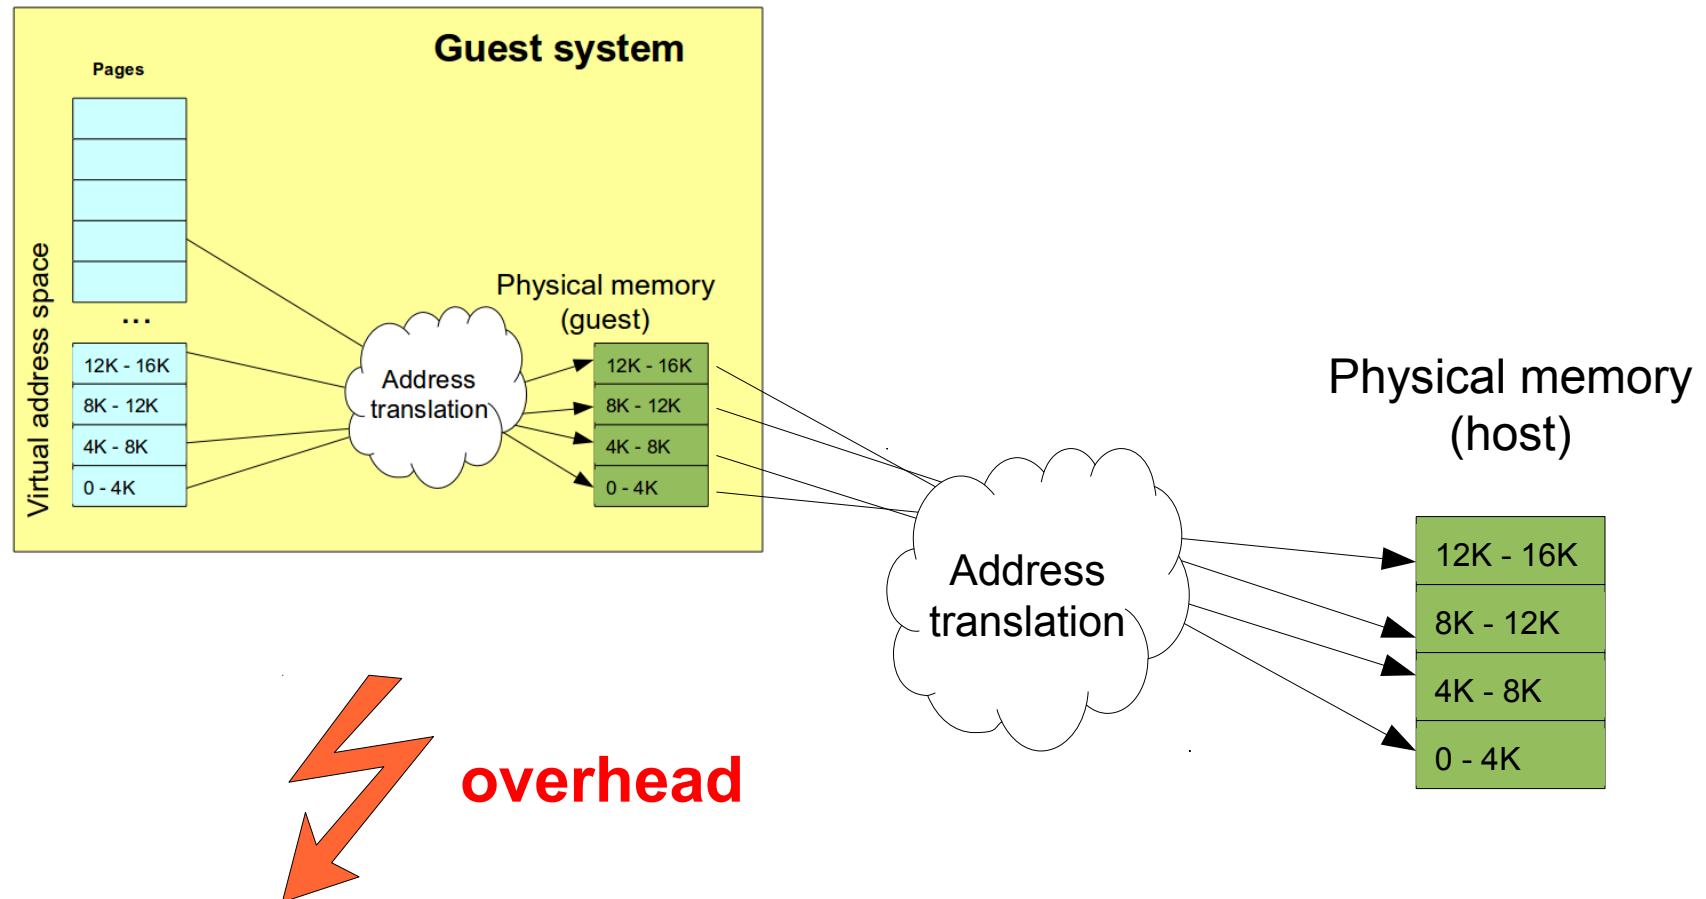 Guest system
Pages
Virtual address space
...
12K - 16K
8K - 12K
4K - 8K
0 - 4K
Address
translation
Physical memory
(guest)
12K - 16K
8K - 12K
4K - 8K
0 - 4K
Address
translation
Physical memory
(host)
12K - 16K
8K - 12K
4K - 8K
0 - 4K
overhead